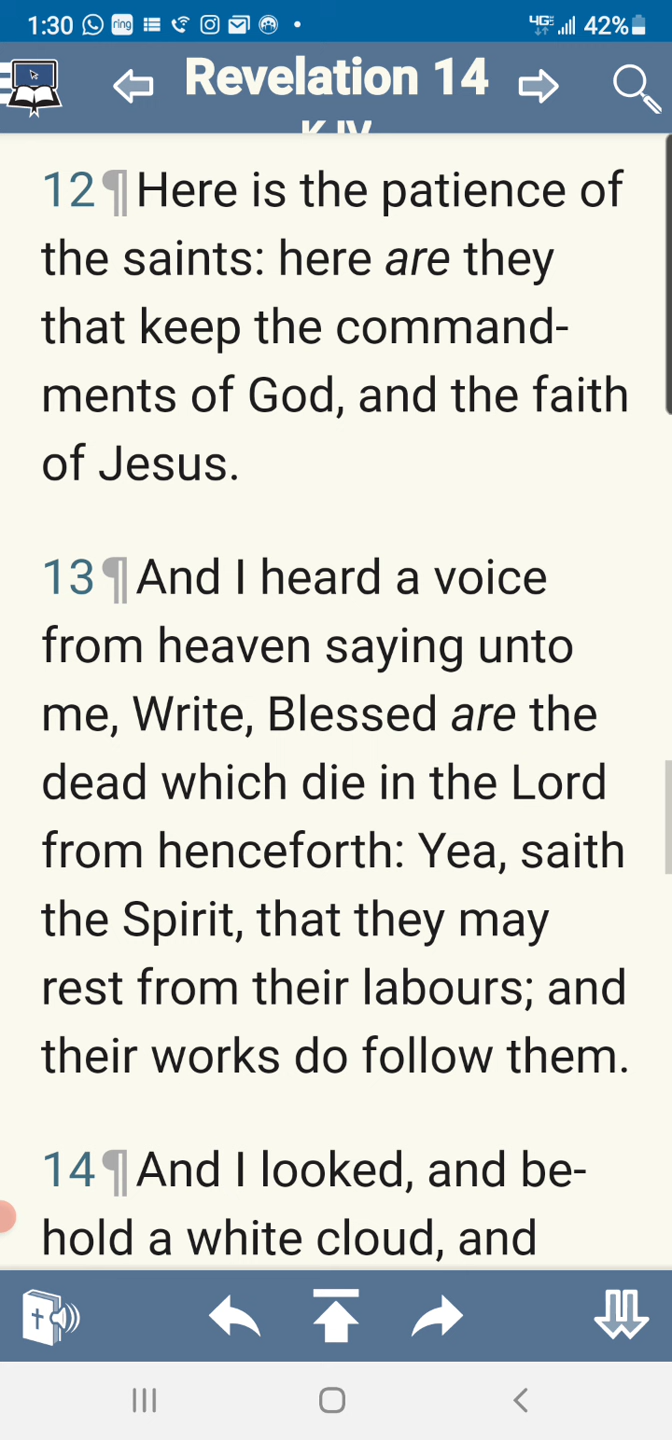 1:30 ring 4GE 42%
Revelation 14
KJV
12 ¶ Here is the patience of
the saints: here are they
that keep the command-
ments of God, and the faith
of Jesus.
13 ¶ And I heard a voice
from heaven saying unto
me, Write, Blessed are the
dead which die in the Lord
from henceforth: Yea, saith
the Spirit, that they may
rest from their labours; and
their works do follow them.
14 ¶ And I looked, and be-
hold a white cloud, and